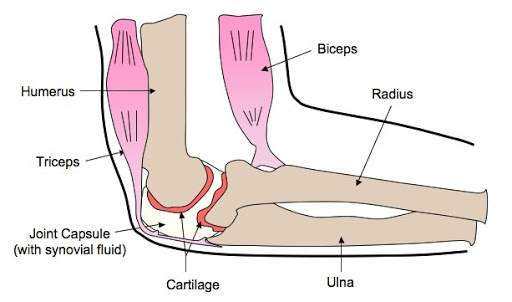 Biceps
Humerus
Radius
Triceps
Joint Capsule
(with synovial fluid)
Cartilage
Ulna